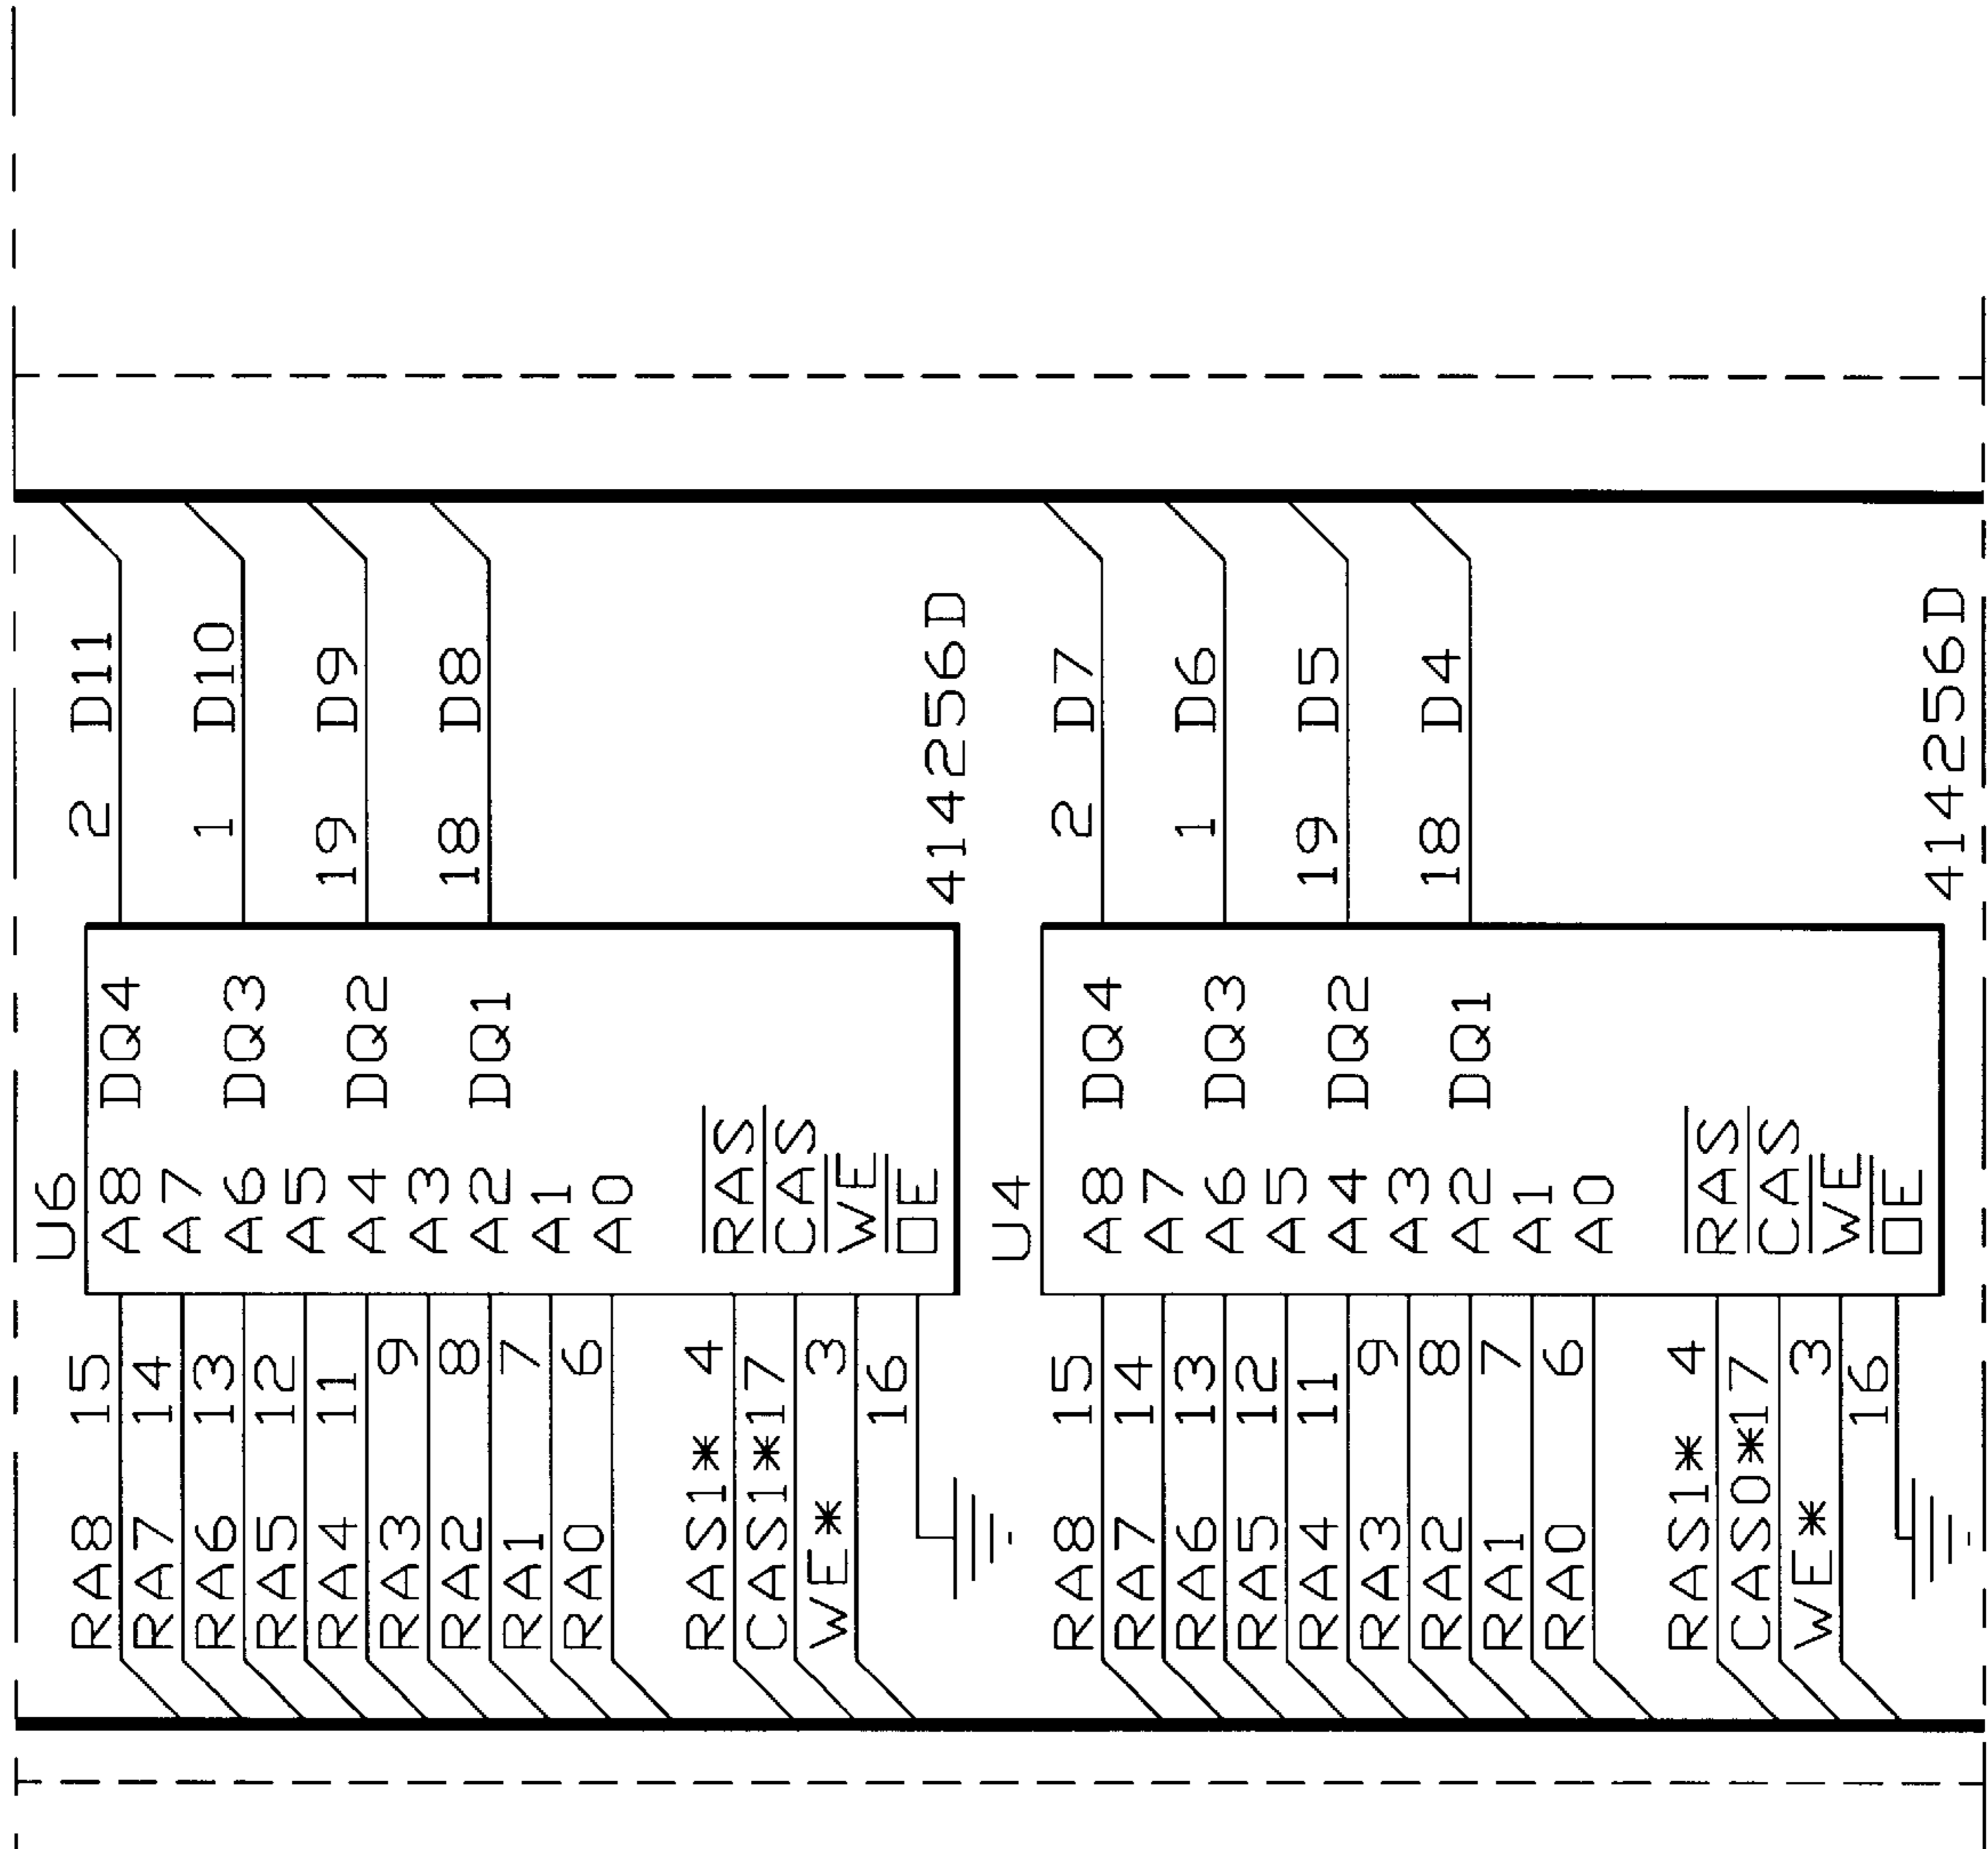 U6
RA8 15 A8 DQ4 2 D11
RA7 14 A7
RA6 13 A6 DQ3 1 D10
RA5 12 A5
RA4 11 A4 DQ2 19 D9
RA3 9 A3
RA2 8 A2 DQ1 18 D8
RA1 7 A1
RA0 6 A0
RAS1* 4 RAS
CAS1*17 CAS
WE* 3 WE
16 OE
414256D
U4
RA8 15 A8 DQ4 2 D7
RA7 14 A7
RA6 13 A6 DQ3 1 D6
RA5 12 A5
RA4 11 A4 DQ2 19 D5
RA3 9 A3
RA2 8 A2 DQ1 18 D4
RA1 7 A1
RA0 6 A0
RAS1* 4 RAS
CAS0*17 CAS
WE* 3 WE
16 OE
414256D